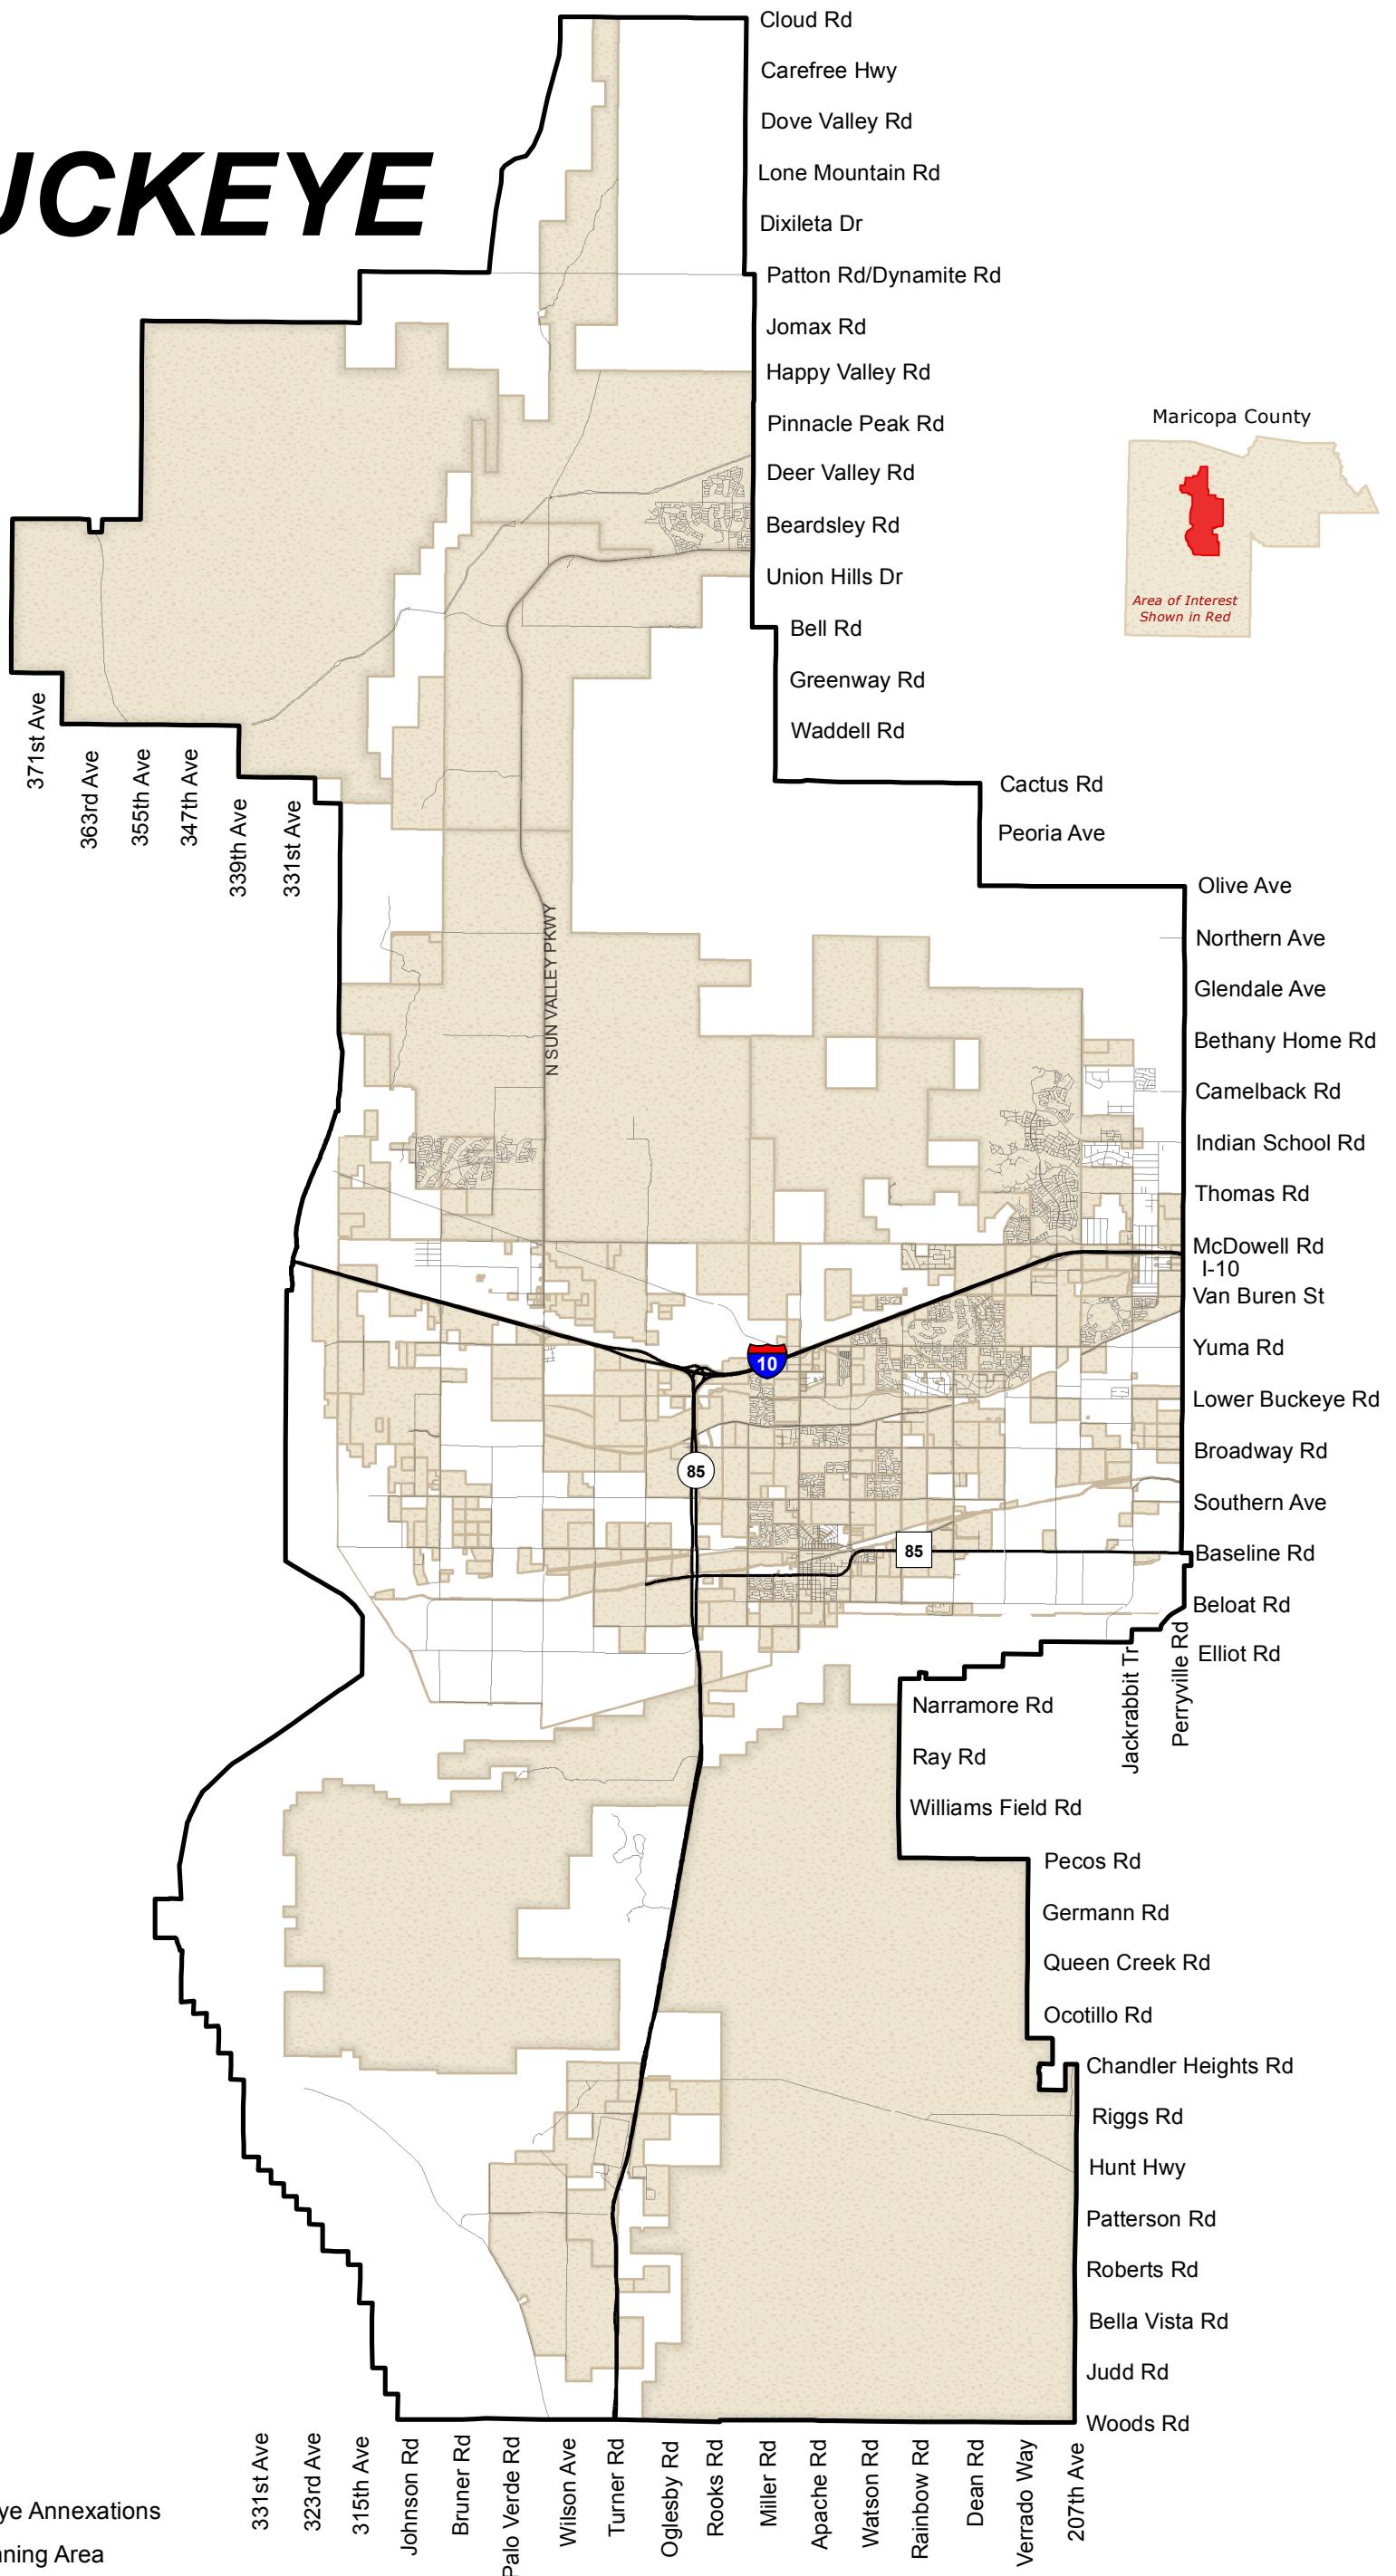 UCKEYE
Cloud Rd
Carefree Hwy
Dove Valley Rd
Lone Mountain Rd
Dixileta Dr
Patton Rd/Dynamite Rd
Jomax Rd
Happy Valley Rd
Pinnacle Peak Rd
Deer Valley Rd
Beardsley Rd
Union Hills Dr
Bell Rd
Greenway Rd
Waddell Rd
Cactus Rd
Peoria Ave
Olive Ave
Northern Ave
Glendale Ave
Bethany Home Rd
Camelback Rd
Indian School Rd
Thomas Rd
McDowell Rd
I-10
Van Buren St
Yuma Rd
Lower Buckeye Rd
Broadway Rd
Southern Ave
Baseline Rd
Beloat Rd
Elliot Rd
Maricopa County
Area of Interest
Shown in Red
371st Ave
363rd Ave
355th Ave
347th Ave
339th Ave
331st Ave
N SUN VALLEY PKWY
10
85
85
Jackrabbit Tr
Perryville Rd
Narramore Rd
Ray Rd
Williams Field Rd
Pecos Rd
Germann Rd
Queen Creek Rd
Ocotillo Rd
Chandler Heights Rd
Riggs Rd
Hunt Hwy
Patterson Rd
Roberts Rd
Bella Vista Rd
Judd Rd
Woods Rd
331st Ave
323rd Ave
315th Ave
Johnson Rd
Bruner Rd
Palo Verde Rd
Wilson Ave
Turner Rd
Oglesby Rd
Rooks Rd
Miller Rd
Apache Rd
Watson Rd
Rainbow Rd
Dean Rd
Verrado Way
207th Ave
ye Annexations
nning Area